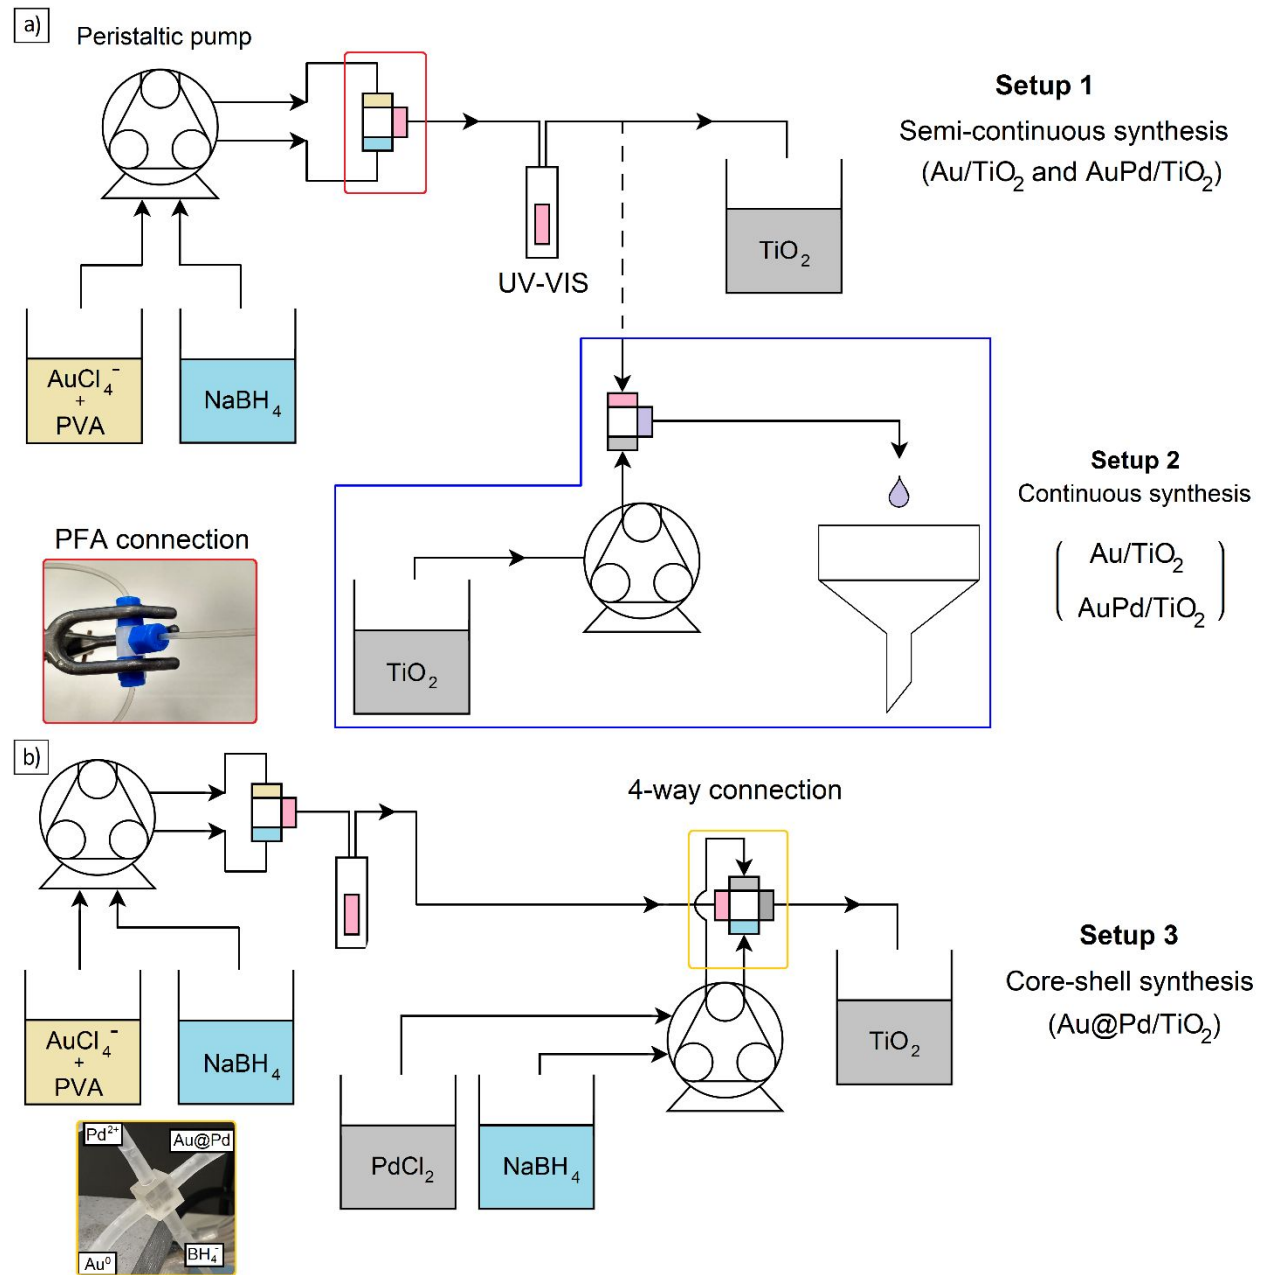 a)
Peristaltic pump
Setup 1
Semi-continuous synthesis
(Au/TiO₂ and AuPd/TiO₂)
TiO₂
UV-VIS
AuCl₄⁻
+
PVA
NaBH₄
Setup 2
Continuous synthesis
Au/TiO₂
AuPd/TiO₂
PFA connection
TiO₂
b)
4-way connection
Setup 3
Core-shell synthesis
(Au@Pd/TiO₂)
TiO₂
AuCl₄⁻
+
PVA
NaBH₄
PdCl₂
NaBH₄
Pd²⁺
Au@Pd
Au⁰
BH₄⁻